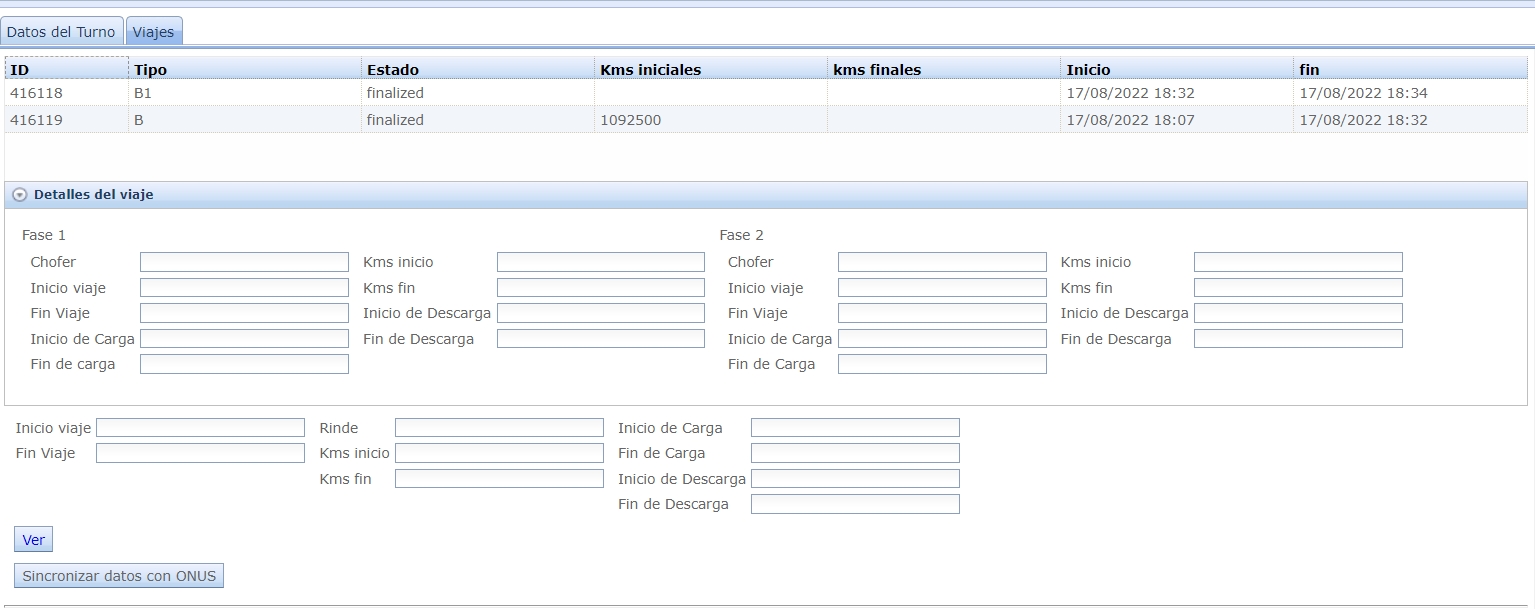 Datos del Turno Viajes
ID Tipo Estado Kms iniciales kms finales Inicio fin
416118 B1 finalized 17/08/2022 18:32 17/08/2022 18:34
416119 B finalized 1092500 17/08/2022 18:07 17/08/2022 18:32
Detalles del viaje
Fase 1 Fase 2
Chofer Kms inicio Chofer Kms inicio
Inicio viaje Kms fin Inicio viaje Kms fin
Fin Viaje Inicio de Descarga Fin Viaje Inicio de Descarga
Inicio de Carga Fin de Descarga Inicio de Carga Fin de Descarga
Fin de carga Fin de Carga
Inicio viaje Rinde Inicio de Carga
Fin Viaje Kms inicio Fin de Carga
Kms fin Inicio de Descarga
Fin de Descarga
Ver
Sincronizar datos con ONUS